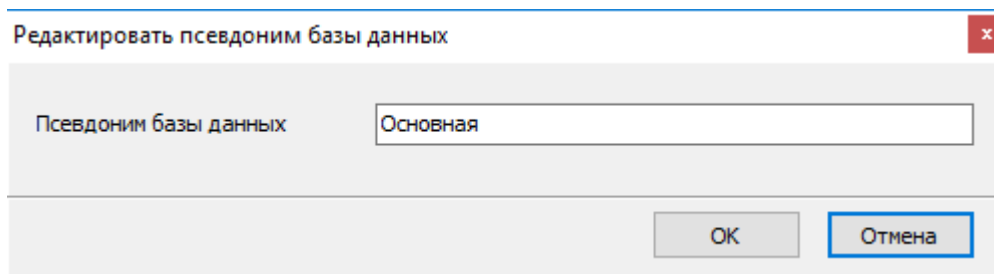 Редактировать псевдоним базы данных
x
Псевдоним базы данных Основная
OK Отмена